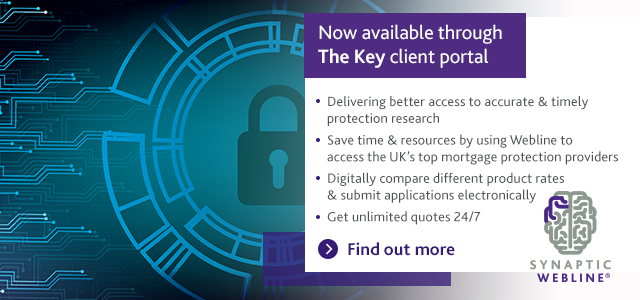 Now available through
The Key client portal
• Delivering better access to accurate & timely
protection research
• Save time & resources by using Webline to
access the UK's top mortgage protection providers
• Digitally compare different product rates
& submit applications electronically
• Get unlimited quotes 24/7
Find out more
SYNAPTIC
WEBLINE®